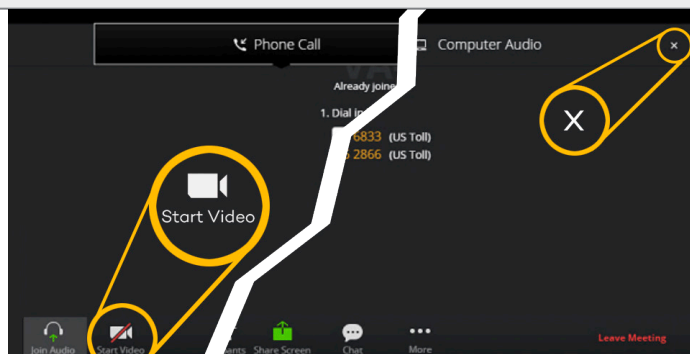 Phone Call
Computer Audio
×
Already joine
1. Dial
6833 (US Toll)
2866 (US Toll)
X
Start Video
Join Audio
Start Video
ants
Share Screen
Chat
More
Leave Meeting